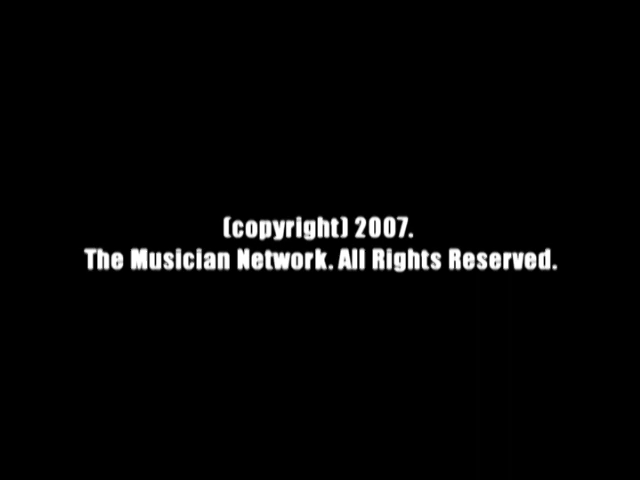 (copyright) 2007.
The Musician Network. All Rights Reserved.